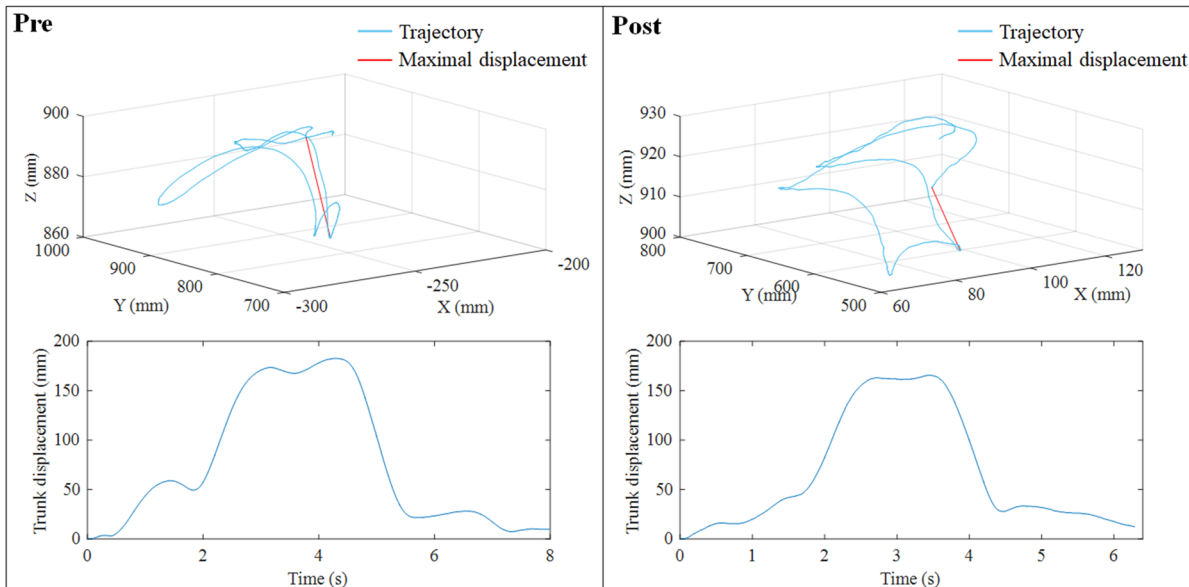 Pre
Trajectory
Maximal displacement
900
880
860
Z (mm)
1000
900
800
700
Y (mm)
-300
-250
-200
X (mm)
200
150
100
50
0
Trunk displacement (mm)
0 2 4 6 8
Time (s)
Post
Trajectory
Maximal displacement
930
920
910
900
Z (mm)
800
700
600
500
Y (mm)
60
80
100
120
X (mm)
200
150
100
50
0
Trunk displacement (mm)
0 1 2 3 4 5 6
Time (s)